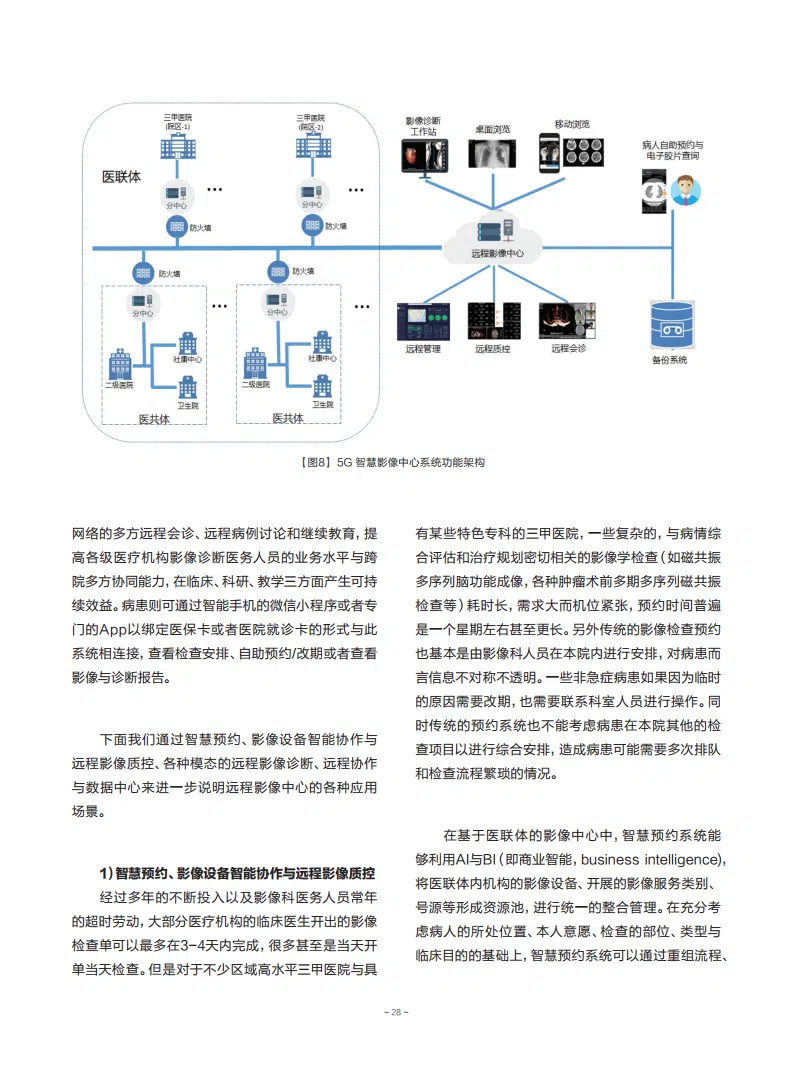 三甲医院
(院区-1)
三甲医院
(院区-2)
医联体
分中心
分中心
防火墙
防火墙
防火墙
防火墙
分中心
分中心
社康中心
社康中心
二级医院
二级医院
卫生院
卫生院
医共体
医共体
影像诊断
工作站
桌面浏览
移动浏览
病人自助预约与
电子胶片查询
远程影像中心
远程管理
远程质控
远程会诊
备份系统
【图8】5G 智慧影像中心系统功能架构
网络的多方远程会诊、远程病例讨论和继续教育，提
高各级医疗机构影像诊断医务人员的业务水平与跨
院多方协同能力，在临床、科研、教学三方面产生可持
续效益。病患则可通过智能手机的微信小程序或者专
门的App以绑定医保卡或者医院就诊卡的形式与此
系统相连接，查看检查安排、自助预约/改期或者查看
影像与诊断报告。
下面我们通过智慧预约、影像设备智能协作与
远程影像质控、各种模态的远程影像诊断、远程协作
与数据中心来进一步说明远程影像中心的各种应用
场景。
1）智慧预约、影像设备智能协作与远程影像质控
经过多年的不断投入以及影像科医务人员常年
的超时劳动，大部分医疗机构的临床医生开出的影像
检查单可以最多在3-4天内完成，很多甚至是当天开
单当天检查。但是对于不少区域高水平三甲医院与具
有某些特色专科的三甲医院，一些复杂的，与病情综
合评估和治疗规划密切相关的影像学检查（如磁共振
多序列脑功能成像，各种肿瘤术前多期多序列磁共振
检查等）耗时长，需求大而机位紧张，预约时间普遍
是一个星期左右甚至更长。另外传统的影像检查预约
也基本是由影像科人员在本院内进行安排，对病患而
言信息不对称不透明。一些非急症病患如果因为临时
的原因需要改期，也需要联系科室人员进行操作。同
时传统的预约系统也不能考虑病患在本院其他的检
查项目以进行综合安排，造成病患可能需要多次排队
和检查流程繁琐的情况。
在基于医联体的影像中心中，智慧预约系统能
够利用AI与BI（即商业智能，business intelligence)，
将医联体内机构的影像设备、开展的影像服务类别、
号源等形成资源池，进行统一的整合管理。在充分考
虑病人的所处位置、本人意愿、检查的部位、类型与
临床目的的基础上，智慧预约系统可以通过重组流程、
- 28 -